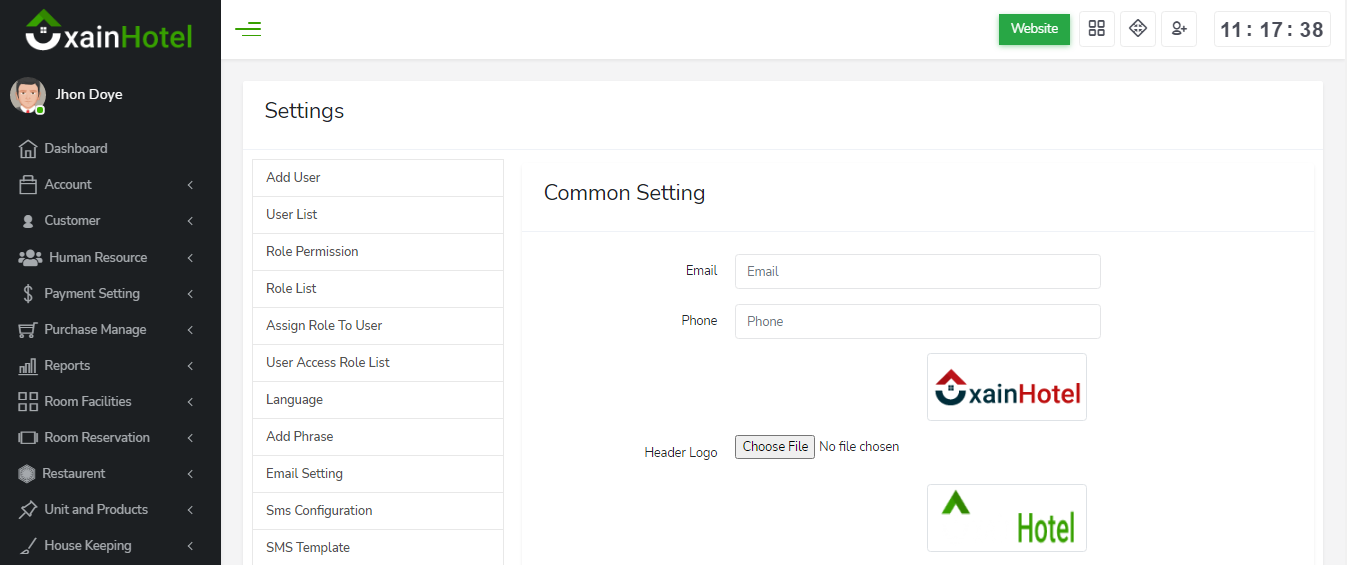 xainHotel
Website
11 : 17 : 38
Jhon Doye
Dashboard
Account
Customer
Human Resource
Payment Setting
Purchase Manage
Reports
Room Facilities
Room Reservation
Restaurent
Unit and Products
House Keeping
Settings
Add User
User List
Role Permission
Role List
Assign Role To User
User Access Role List
Language
Add Phrase
Email Setting
Sms Configuration
SMS Template
Common Setting
Email Email
Phone Phone
xainHotel
Header Logo Choose File No file chosen
Hotel